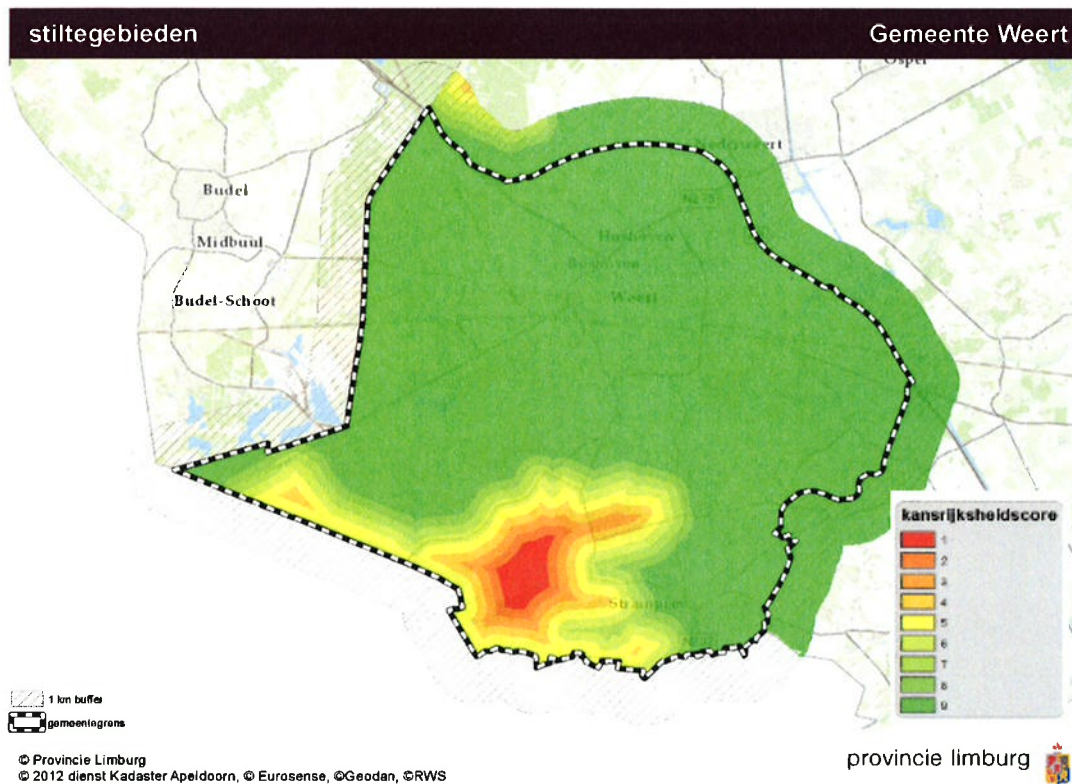 stiltegebieden
Gemeente Weert
Ospel
Budel
Midbuul
Budel-Schoot
Weert
kansrijksheidscore
1
2
3
4
5
6
7
8
9
1 km buffer
gemeentegrens
© Provincie Limburg
© 2012 dienst Kadaster Apeldoorn, © Eurosense, ©Geodan, ©RWS
provincie limburg